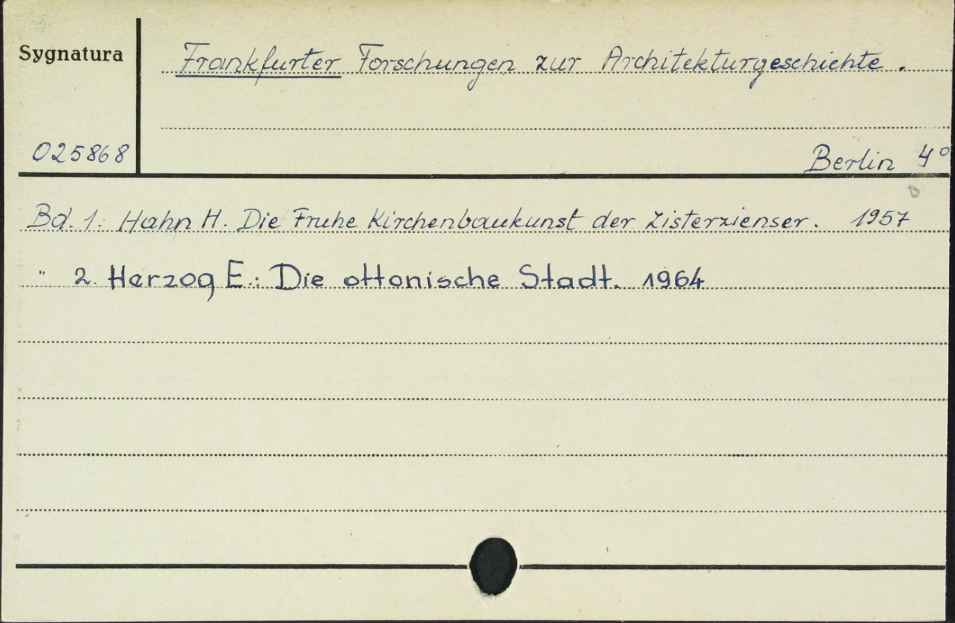 Sygnatura
Frankfurter Forschungen zur Architekturgeschichte.
025868
Berlin 4°
Bd. 1. Hahn H. Die Fruhe Kirchenbaukunst der Zisterzienser. 1957
" 2. Herzog E.: Die ottonische Stadt. 1964